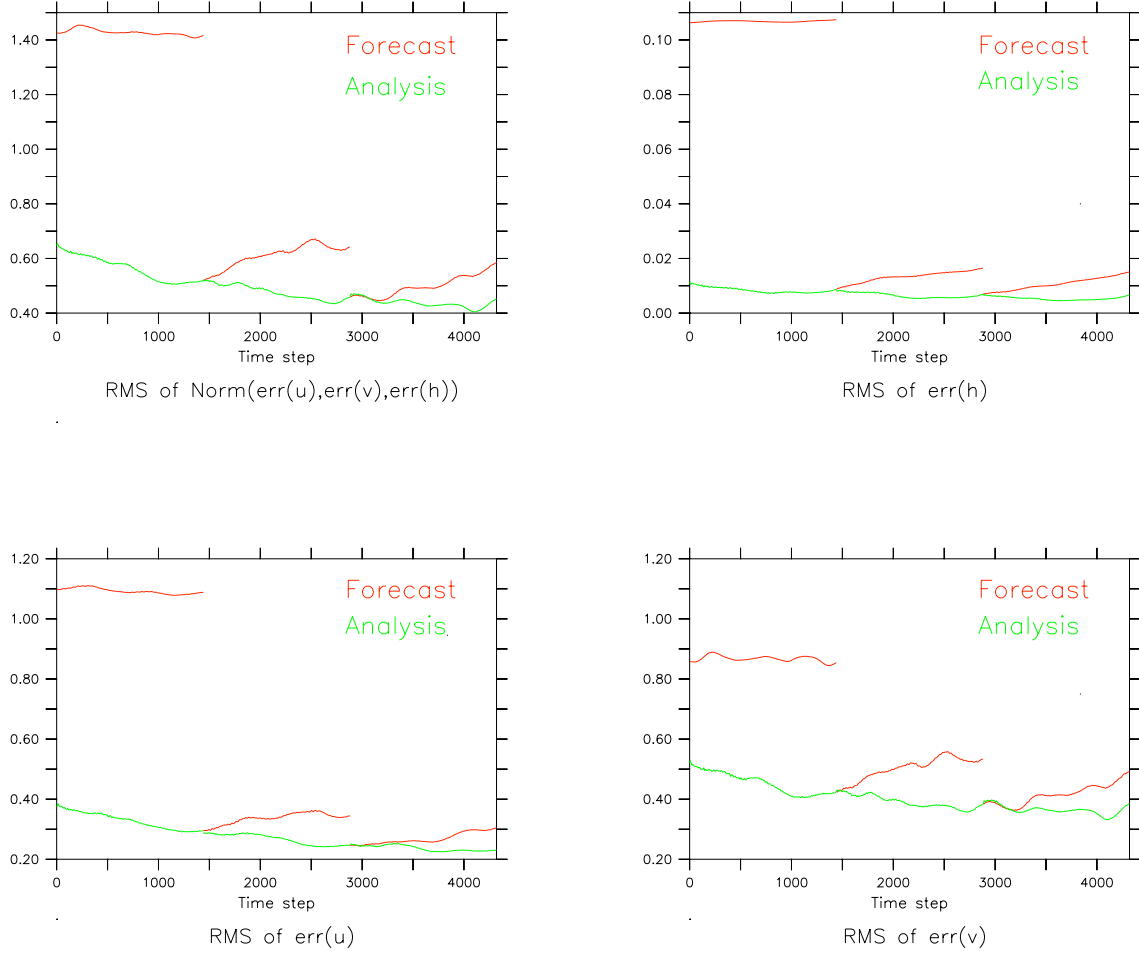 1.40
1.20
1.00
0.80
0.60
0.40
Forecast
Analysis
0 1000 2000 3000 4000
Time step
RMS of Norm(err(u),err(v),err(h))
0.10
0.08
0.06
0.04
0.02
0.00
Forecast
Analysis
0 1000 2000 3000 4000
Time step
RMS of err(h)
1.20
1.00
0.80
0.60
0.40
0.20
Forecast
Analysis
0 1000 2000 3000 4000
Time step
RMS of err(u)
1.20
1.00
0.80
0.60
0.40
0.20
Forecast
Analysis
0 1000 2000 3000 4000
Time step
RMS of err(v)